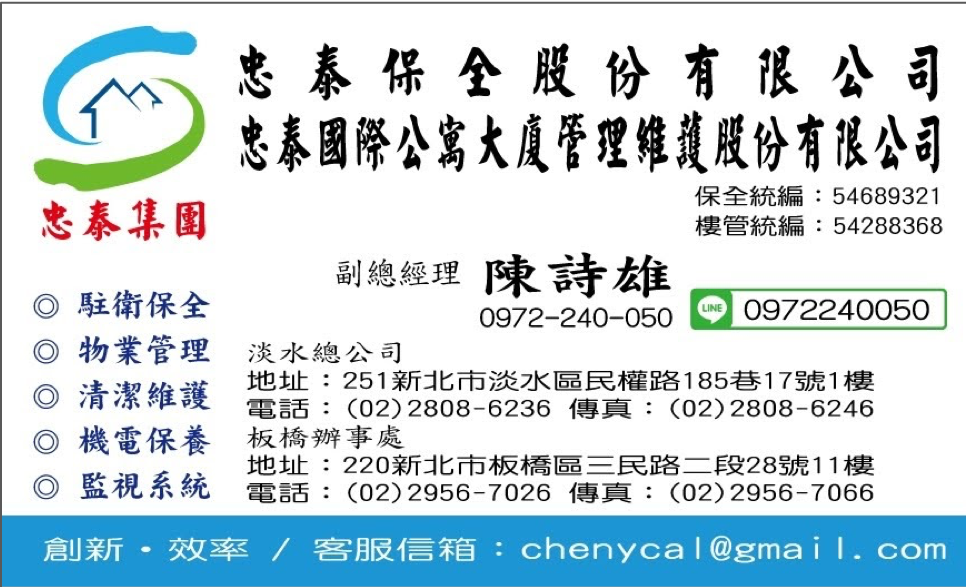 忠泰保全股份有限公司
忠泰國際公寓大廈管理維護股份有限公司
保全統編：54689321
樓管統編：54288368
忠泰集團
副總經理 陳詩雄
0972-240-050 LINE 0972240050
◎ 駐衛保全
◎ 物業管理
◎ 清潔維護
◎ 機電保養
◎ 監視系統
淡水總公司
地址：251新北市淡水區民權路185巷17號1樓
電話：(02)2808-6236 傳真：(02)2808-6246
板橋辦事處
地址：220新北市板橋區三民路二段28號11樓
電話：(02)2956-7026 傳真：(02)2956-7066
創新・效率 / 客服信箱：chenycal@gmail.com